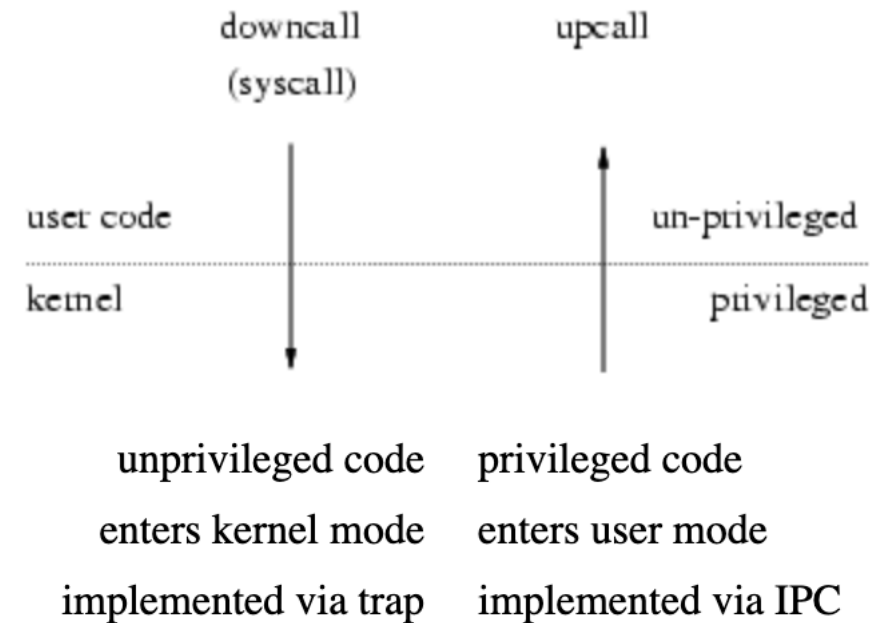 downcall upcall
(syscall)
user code un-privileged
kernel privileged
unprivileged code privileged code
enters kernel mode enters user mode
implemented via trap implemented via IPC